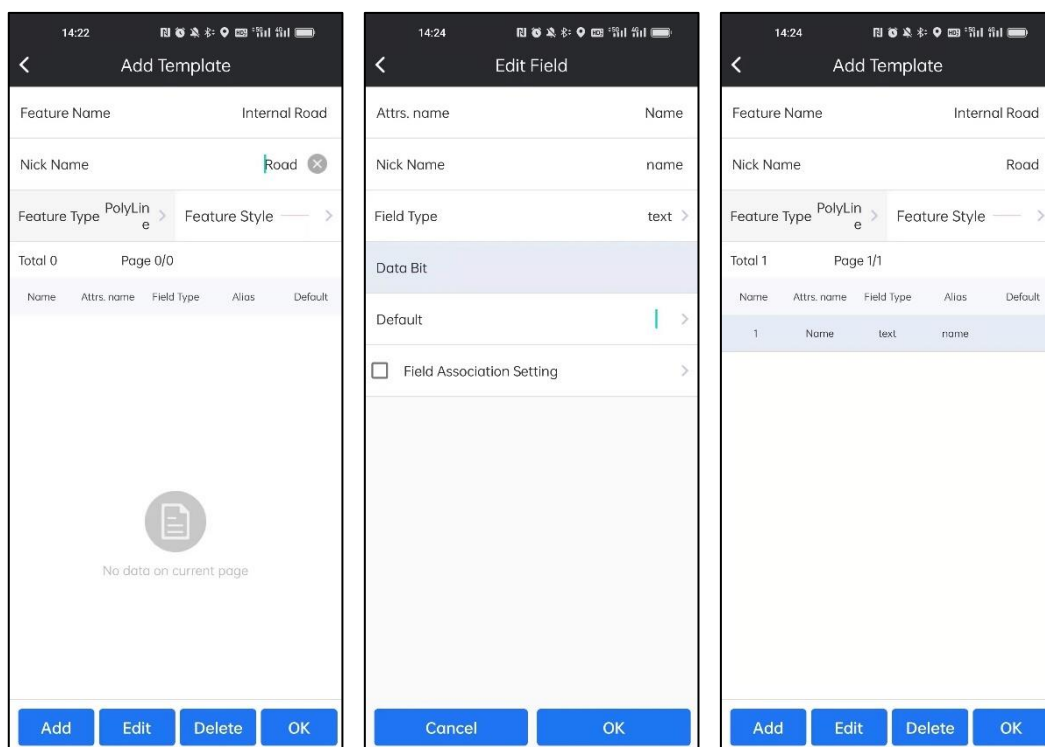 14:22
Add Template
Feature Name Internal Road
Nick Name Road
Feature Type PolyLin
e Feature Style
Total 0 Page 0/0
Name Attrs. name Field Type Alias Default
No data on current page
Add Edit Delete OK
14:24
Edit Field
Attrs. name Name
Nick Name name
Field Type text
Data Bit
Default
Field Association Setting
Cancel OK
14:24
Add Template
Feature Name Internal Road
Nick Name Road
Feature Type PolyLin
e Feature Style
Total 1 Page 1/1
Name Attrs. name Field Type Alias Default
1 Name text name
Add Edit Delete OK